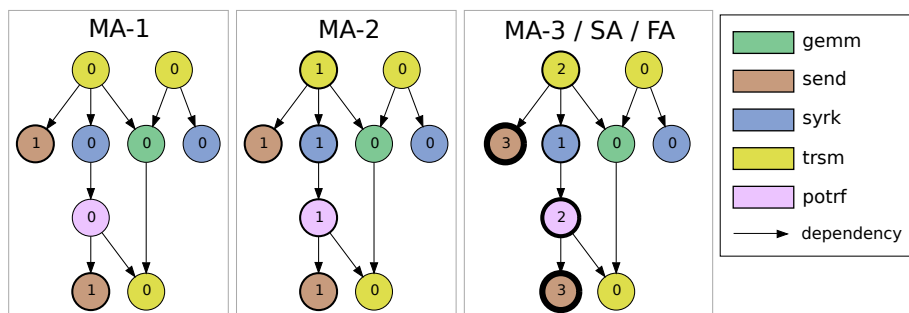 MA-1
0
1 0 0 0
0
1 0
MA-2
1 0
1 1 0 0
1
1 0
MA-3 / SA / FA
2 0
3 1 0 0
2
3 0
gemm
send
syrk
trsm
potrf
dependency